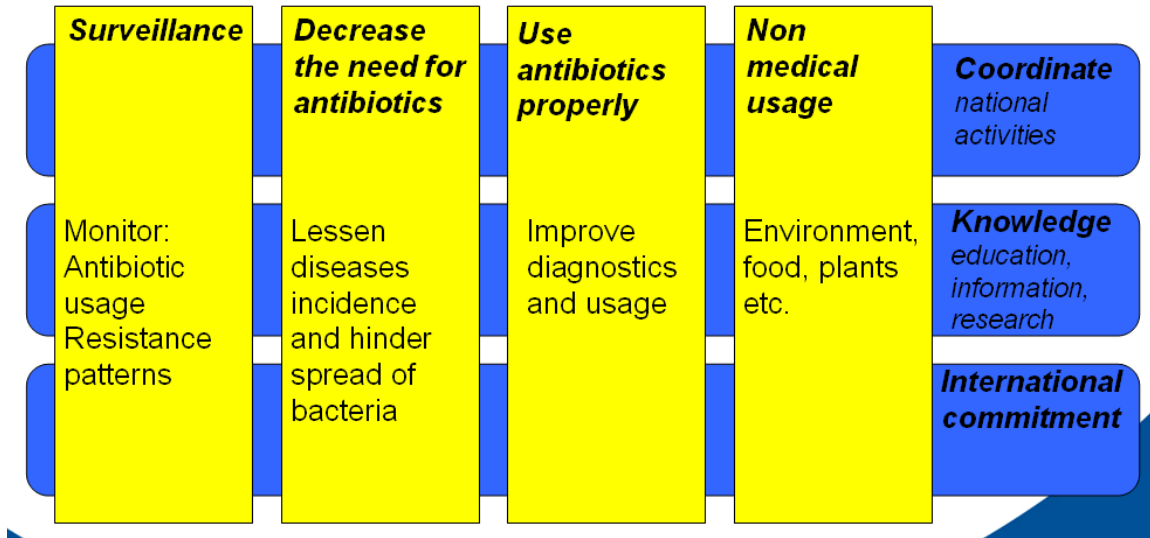 Surveillance
Monitor:
Antibiotic
usage
Resistance
patterns
Decrease
the need for
antibiotics
Lessen
diseases
incidence
and hinder
spread of
bacteria
Use
antibiotics
properly
Improve
diagnostics
and usage
Non
medical
usage
Environment,
food, plants
etc.
Coordinate
national
activities
Knowledge
education,
information,
research
International
commitment